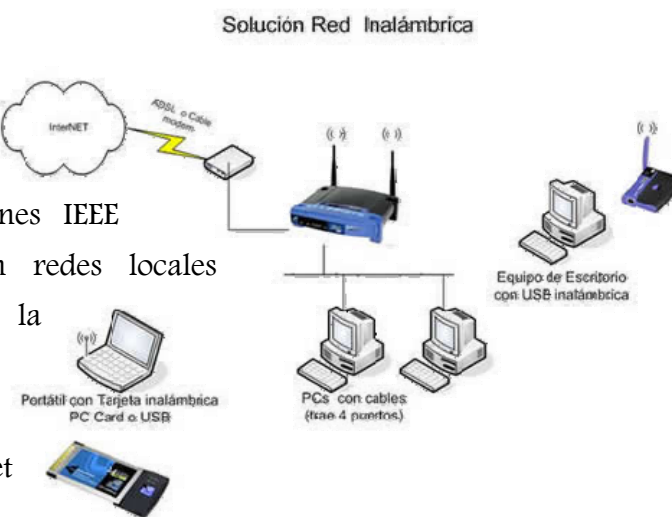 Solución Red Inalámbrica
InterNET
ADSL o Cable
modem
nes IEEE
n redes locales
la
et
Equipo de Escritorio
con USB inalámbrica
Portátil con Tarjeta inalámbrica
PC Card o USB
PCs con cables
(trae 4 puertos)